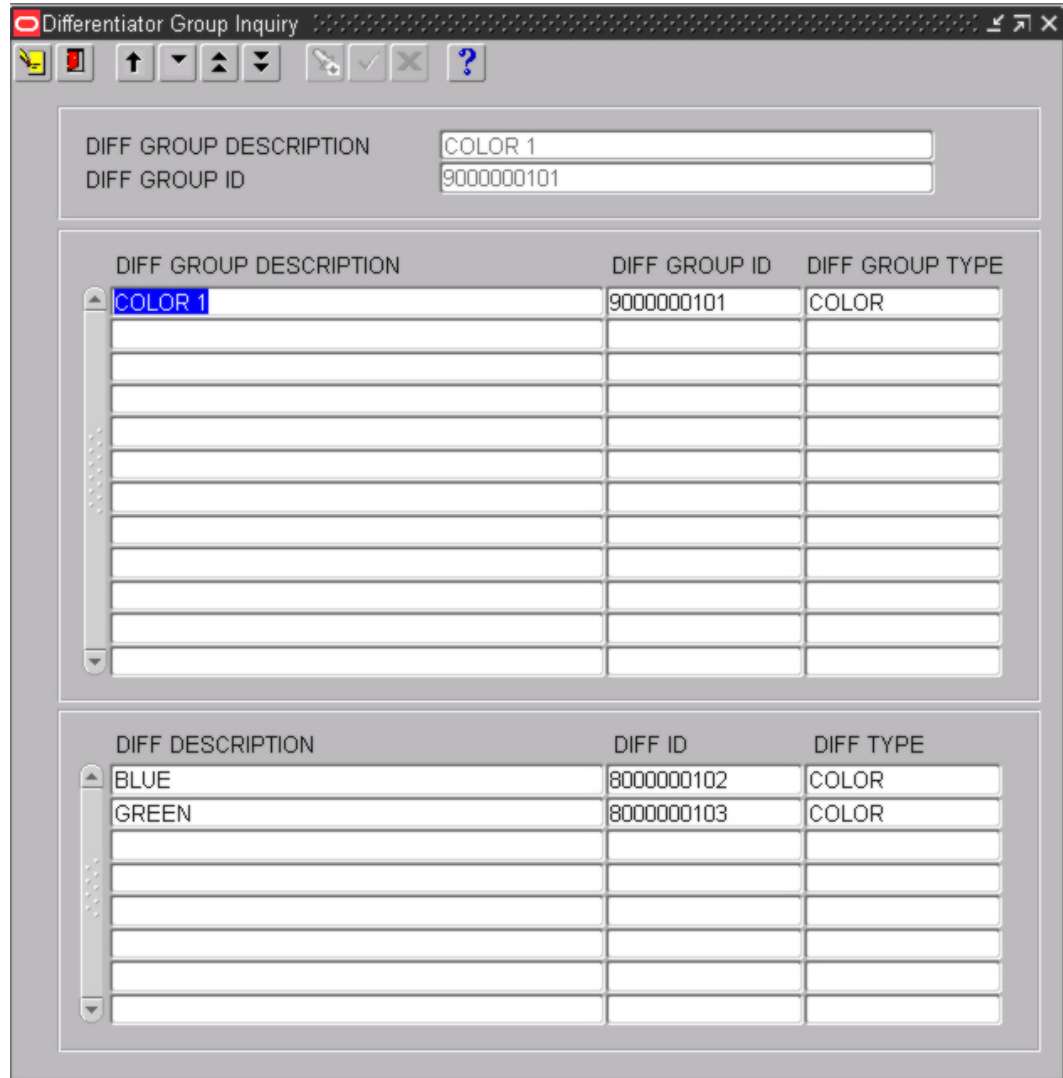 Differentiator Group Inquiry
DIFF GROUP DESCRIPTION COLOR 1
DIFF GROUP ID 9000000101
DIFF GROUP DESCRIPTION DIFF GROUP ID DIFF GROUP TYPE
COLOR 1 9000000101 COLOR
DIFF DESCRIPTION DIFF ID DIFF TYPE
BLUE 8000000102 COLOR
GREEN 8000000103 COLOR